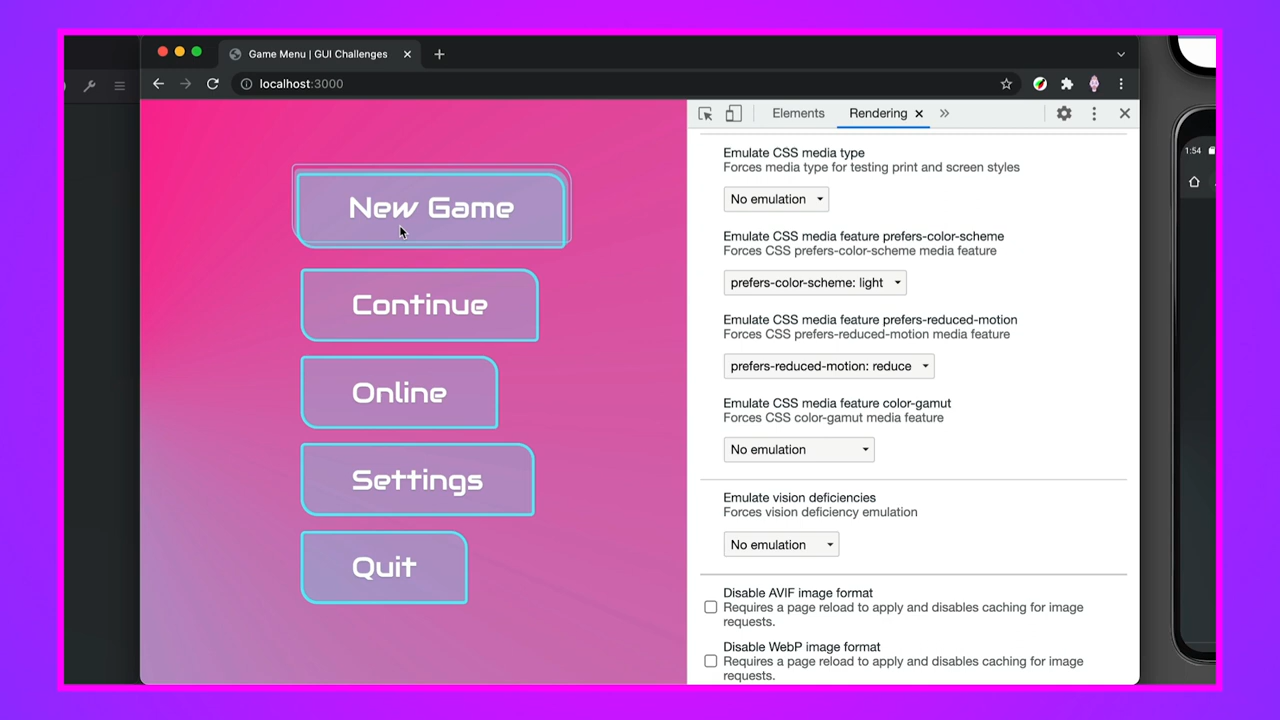 Game Menu | GUI Challenges
localhost:3000
Elements
Rendering
New Game
Continue
Online
Settings
Quit
Emulate CSS media type
Forces media type for testing print and screen styles
No emulation
Emulate CSS media feature prefers-color-scheme
Forces CSS prefers-color-scheme media feature
prefers-color-scheme: light
Emulate CSS media feature prefers-reduced-motion
Forces CSS prefers-reduced-motion media feature
prefers-reduced-motion: reduce
Emulate CSS media feature color-gamut
Forces CSS color-gamut media feature
No emulation
Emulate vision deficiencies
Forces vision deficiency emulation
No emulation
Disable AVIF image format
Requires a page reload to apply and disables caching for image
requests.
Disable WebP image format
Requires a page reload to apply and disables caching for image
requests.
1:54